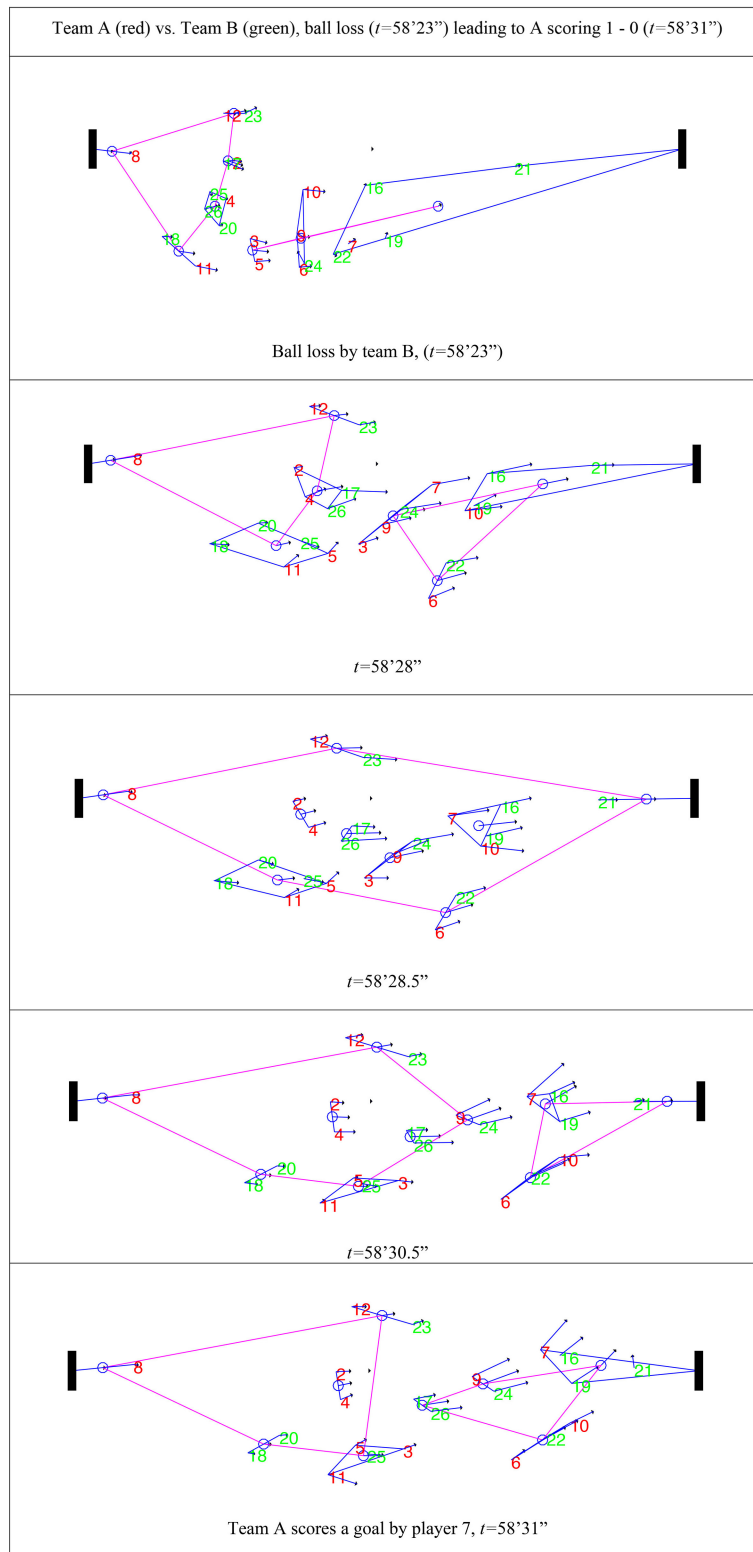 Team A (red) vs. Team B (green), ball loss (t=58’23”) leading to A scoring 1 - 0 (t=58’31”)
12 23
8
21
16
25 4 10
26
20
18 3 9 7 19
5 22
11 6 24
Ball loss by team B, (t=58’23”)
12
23
8 2 16 21
7
4 17
26 24 10 19
20 9
18 25 5 3
11 22
6
t=58’28”
12
23
8 21
2 16
4 17 7
26 24 19
9 10
20
18 25 5 3
11 22
6
t=58’28.5”
12
23
8 7 16 21
2 9
4 17 24 19
26
20 10
18 5 3 22
25
11 6
t=58’30.5”
12
23
7
8 16
2 9 21
4 24 19
17
26
20 10
18 5 3 22
25
11 6
Team A scores a goal by player 7, t=58’31”